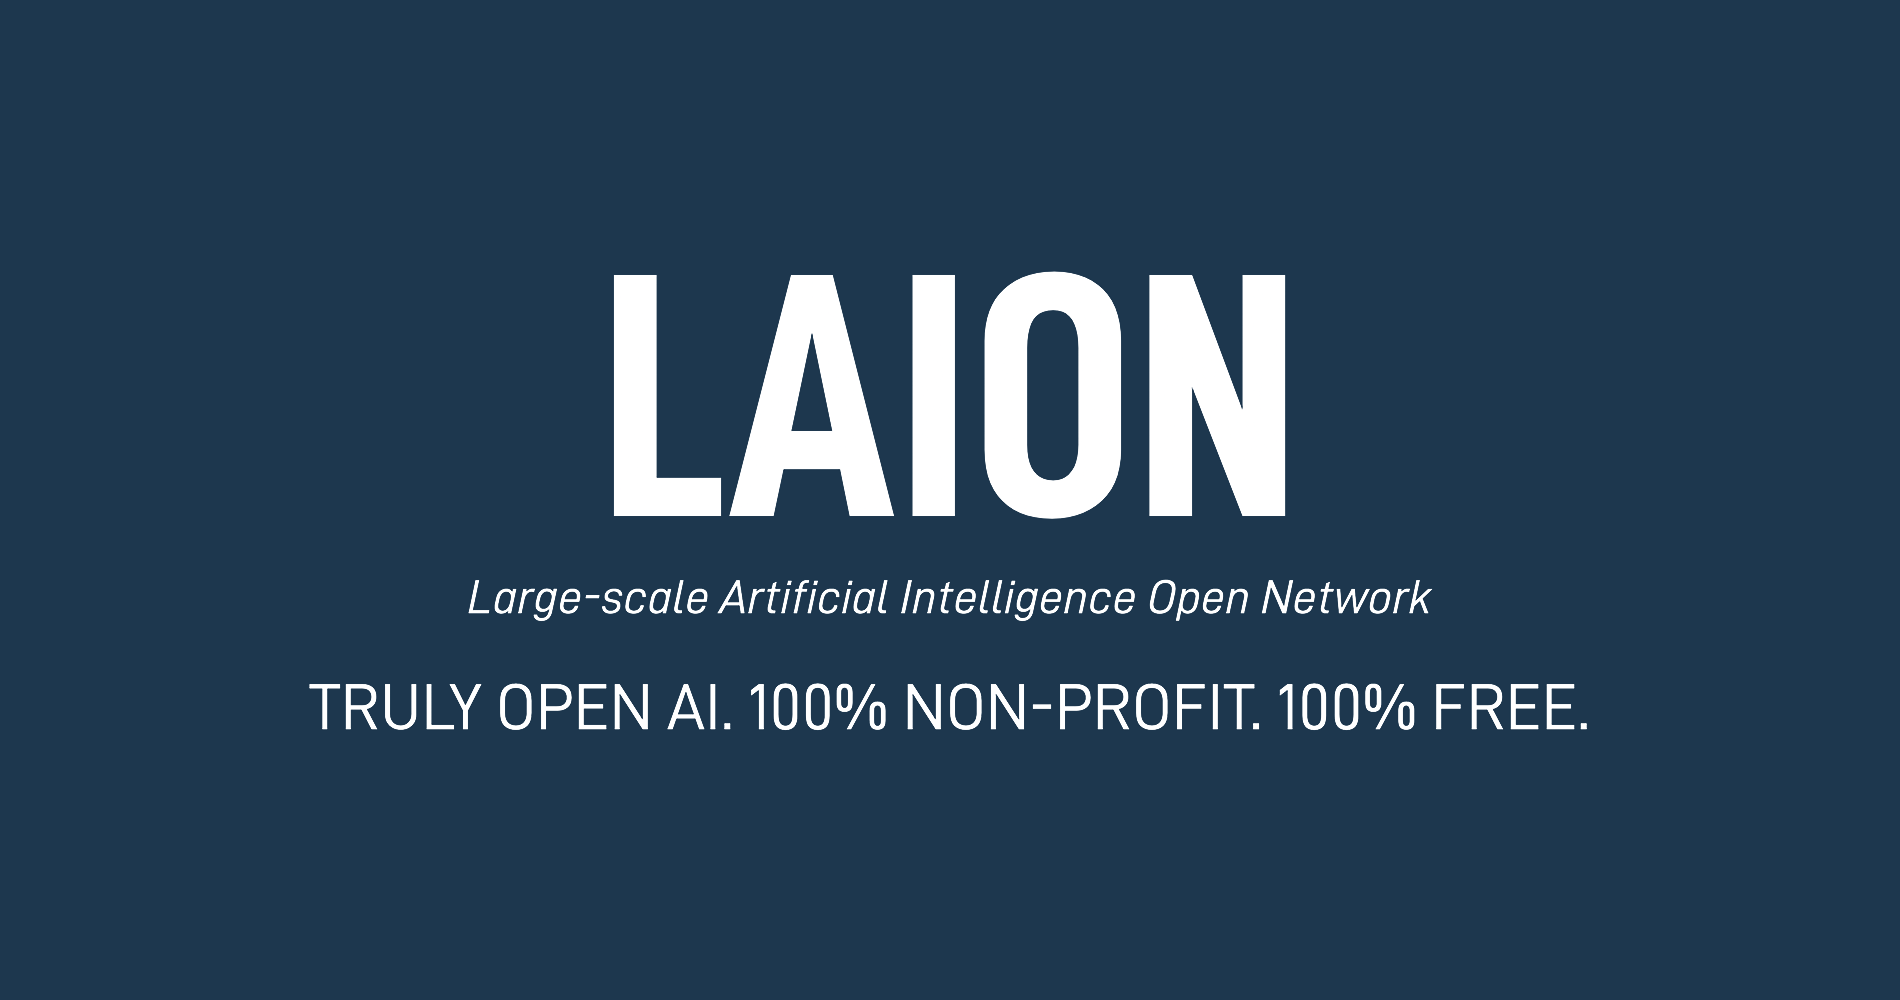 LAION
Large-scale Artificial Intelligence Open Network
TRULY OPEN AI. 100% NON-PROFIT. 100% FREE.